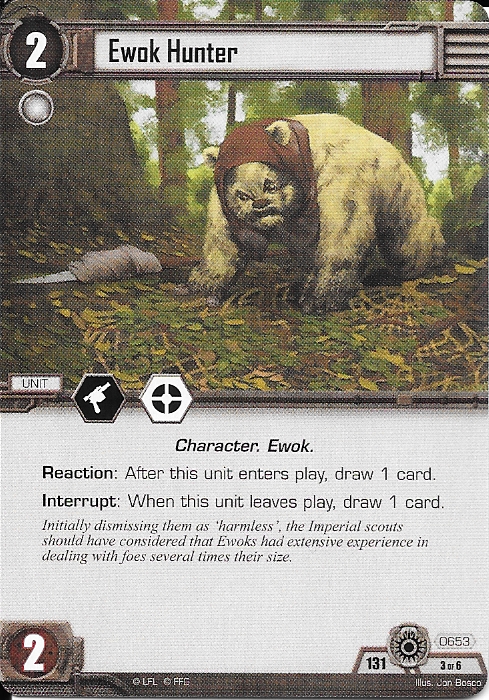 2
Ewok Hunter
UNIT
Character. Ewok.
Reaction: After this unit enters play, draw 1 card.
Interrupt: When this unit leaves play, draw 1 card.
Initially dismissing them as ‘harmless’, the Imperial scouts
should have considered that Ewoks had extensive experience in
dealing with foes several times their size.
2
0653
131
3 OF 6
© LFL © FFG
Illus. Jon Bosco